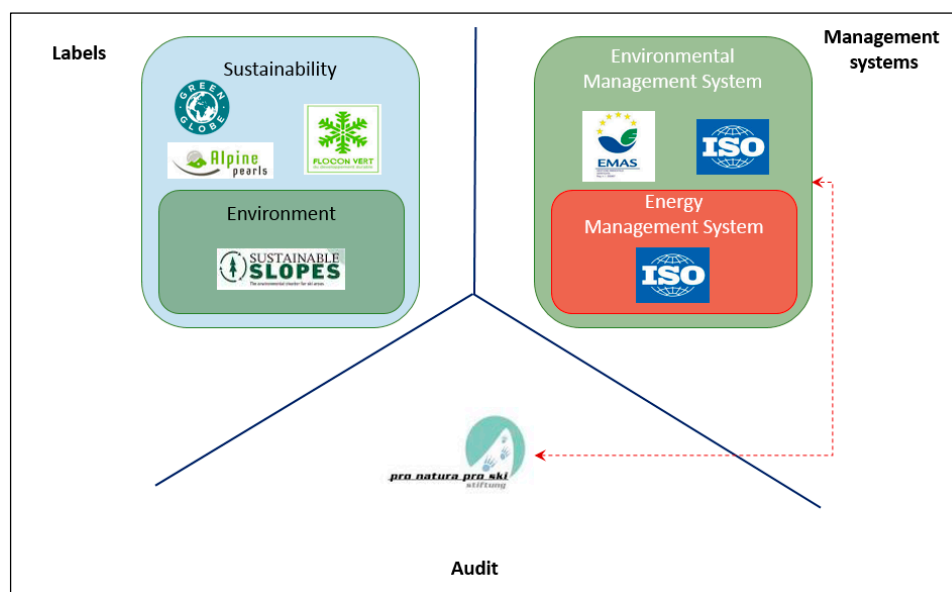 Labels
Sustainability
GREEN GLOBE
Alpine
pearls
FLOCON VERT
Environment
SUSTAINABLE
SLOPES
The environmental charter for ski areas
Management
systems
Environmental
Management System
EMAS
ISO
Energy
Management System
ISO
pro natura pro ski
stiftung
Audit